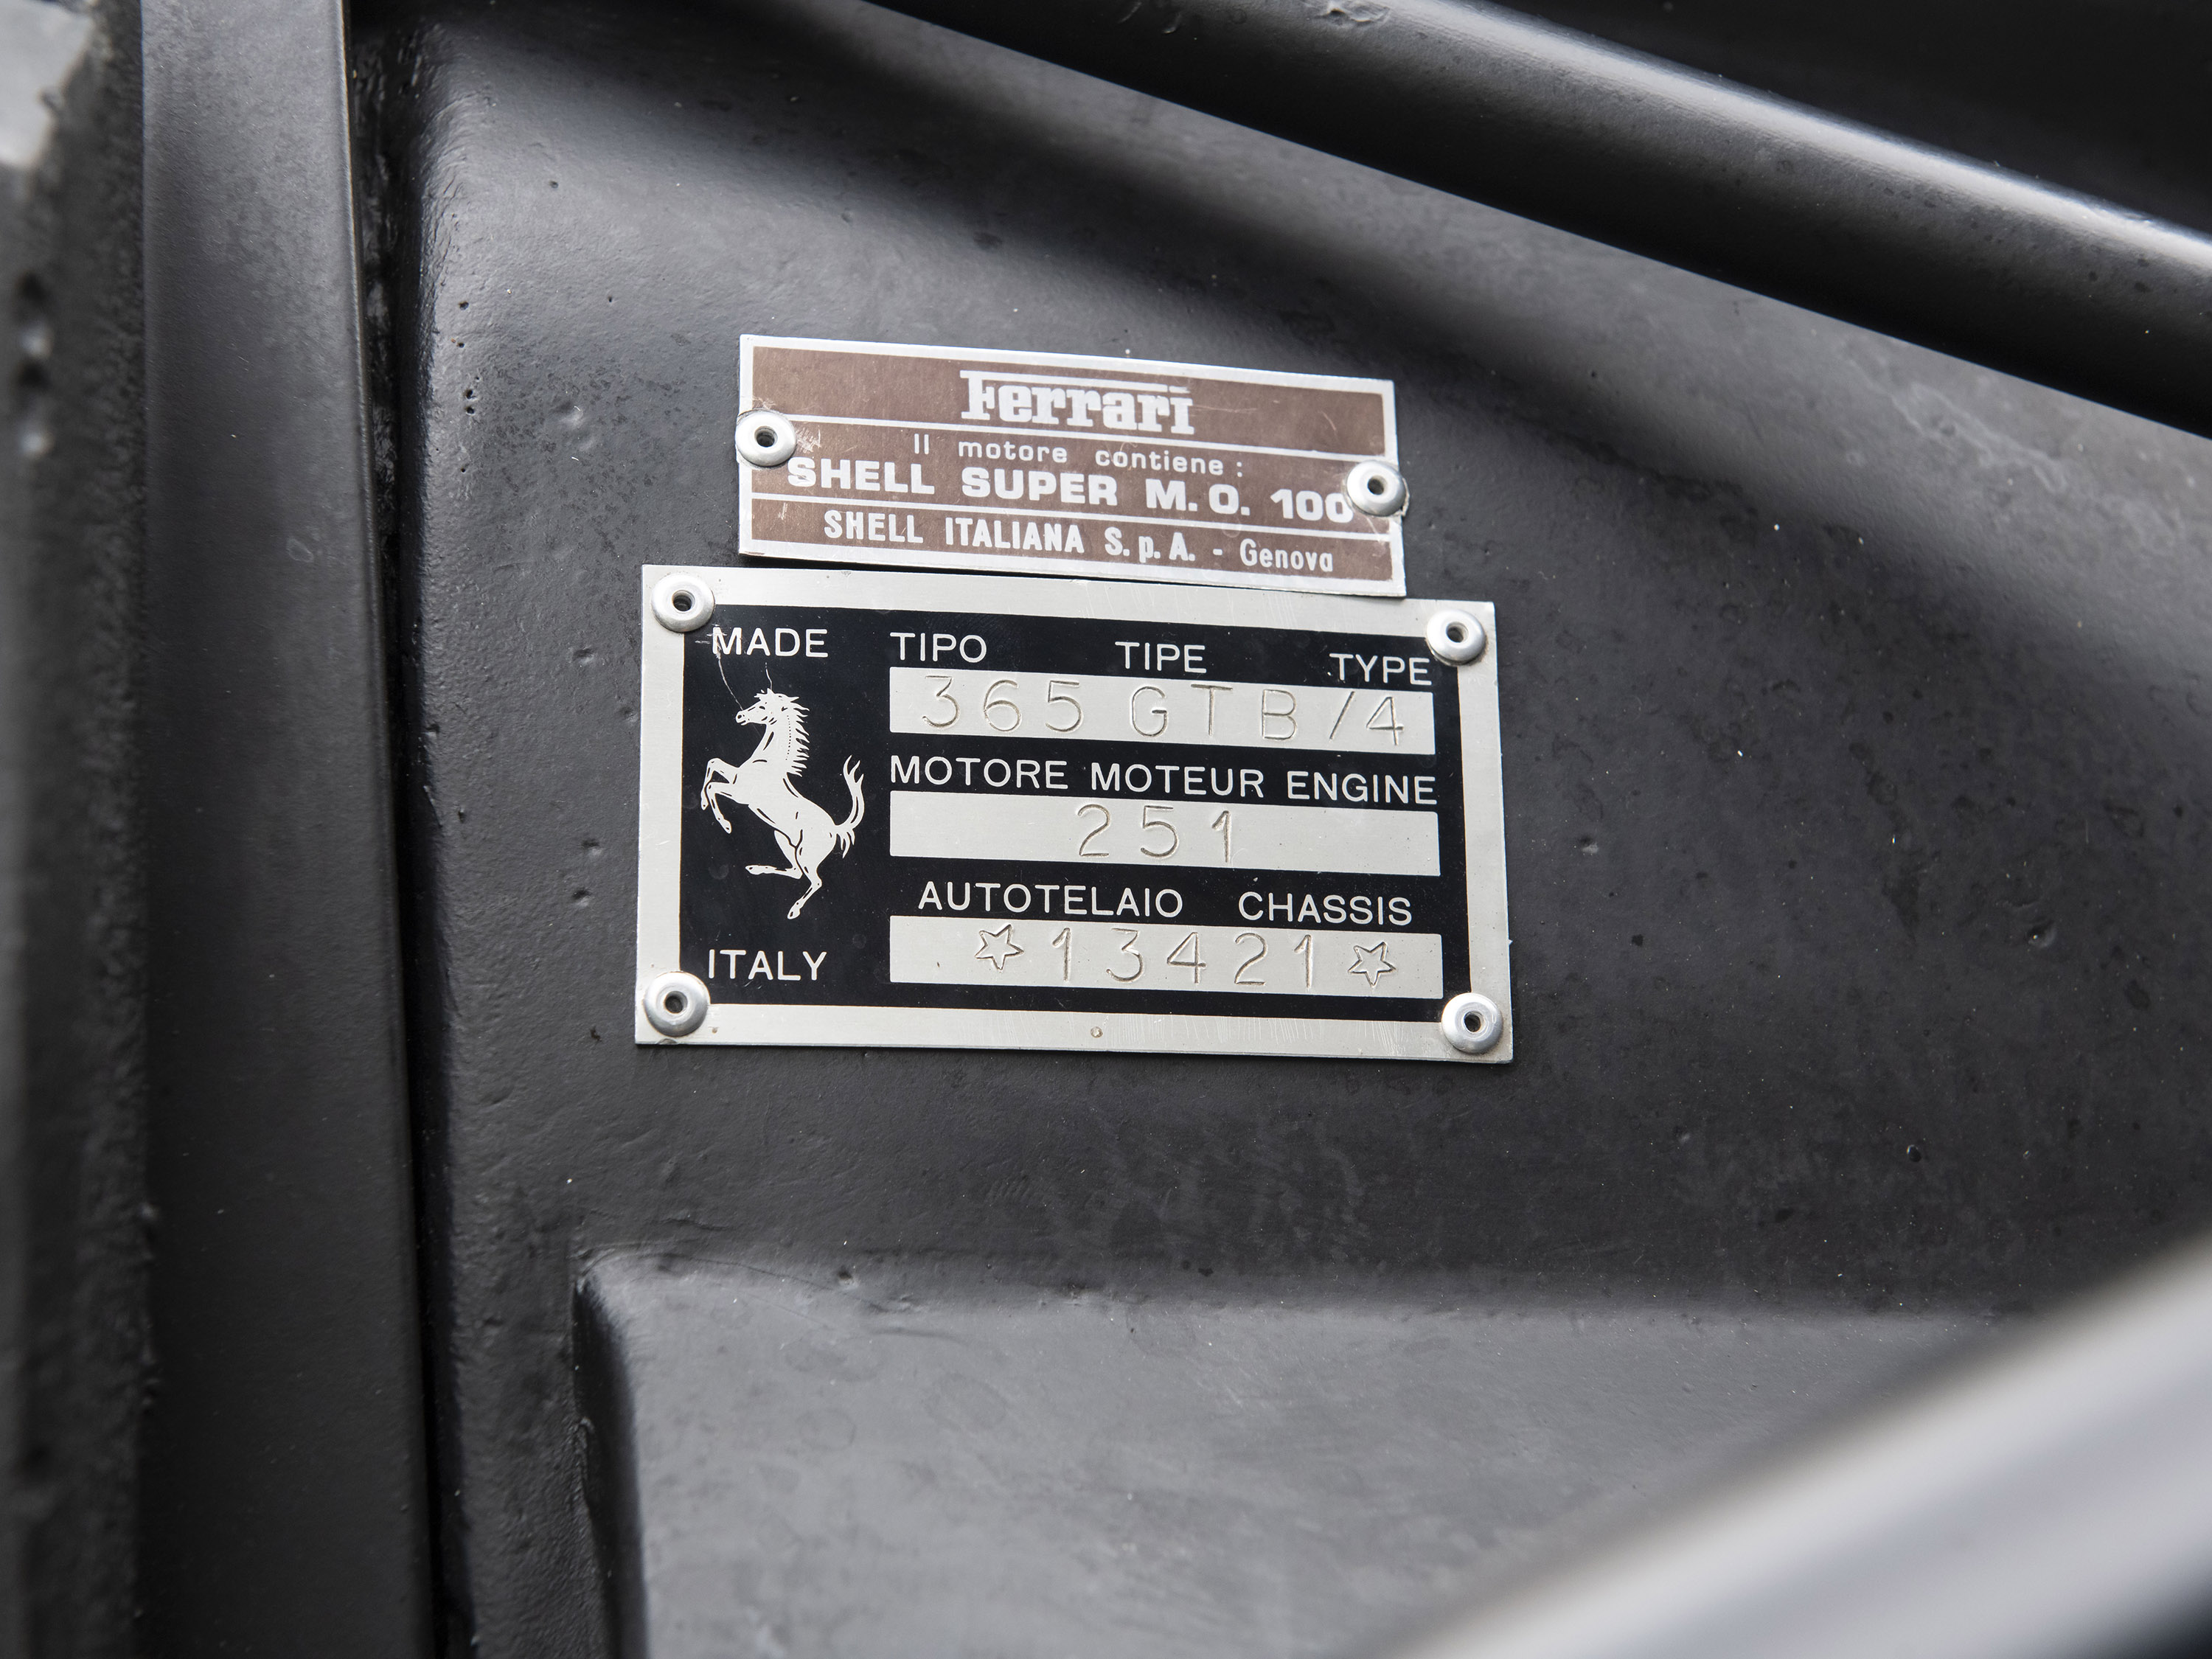 Ferrari
Il motore contiene:
SHELL SUPER M. O. 100
SHELL ITALIANA S. p. A. - Genova
MADE
TIPO TIPE TYPE
365 GTB/4
MOTORE MOTEUR ENGINE
251
AUTOTELAIO CHASSIS
☆13421☆
ITALY